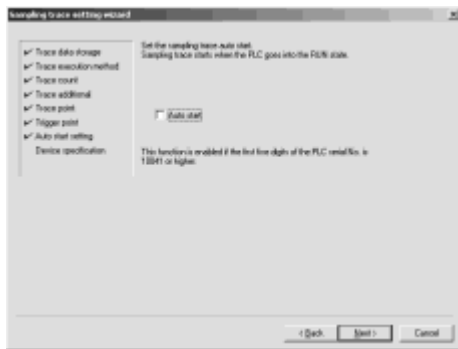 Sampling trace setting wizard
Trace data storage
Trace execution method
Trace count
Trace additional
Trace point
Trigger point
Auto start setting
Device specification
Set the sampling trace auto start.
Sampling trace starts when the PLC goes into the RUN state.
Auto start
This function is enabled if the first five digits of the PLC serial No. is
10041 or higher.
< Back
Next >
Cancel